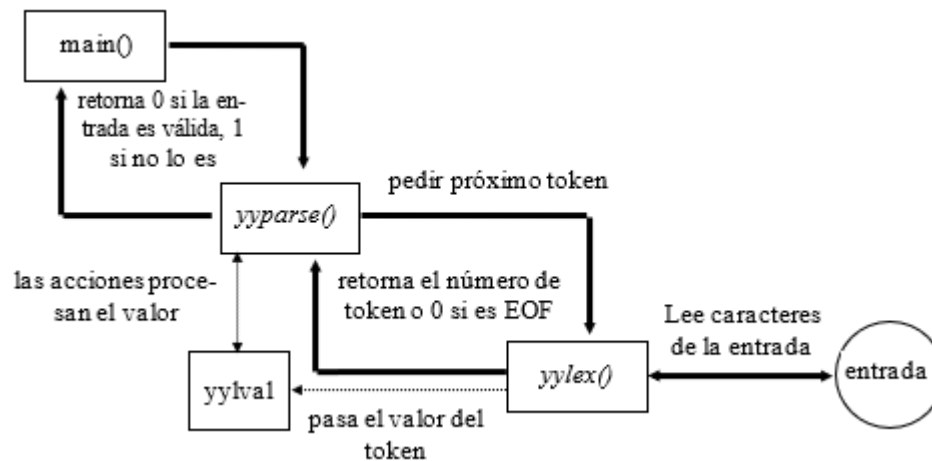 main()
retorna 0 si la en-
trada es válida, 1
si no lo es
pedir próximo token
yyparse()
las acciones proce-
san el valor
retorna el número de
token o 0 si es EOF
Lee caracteres
de la entrada
entrada
yylex()
yylval
pasa el valor del
token